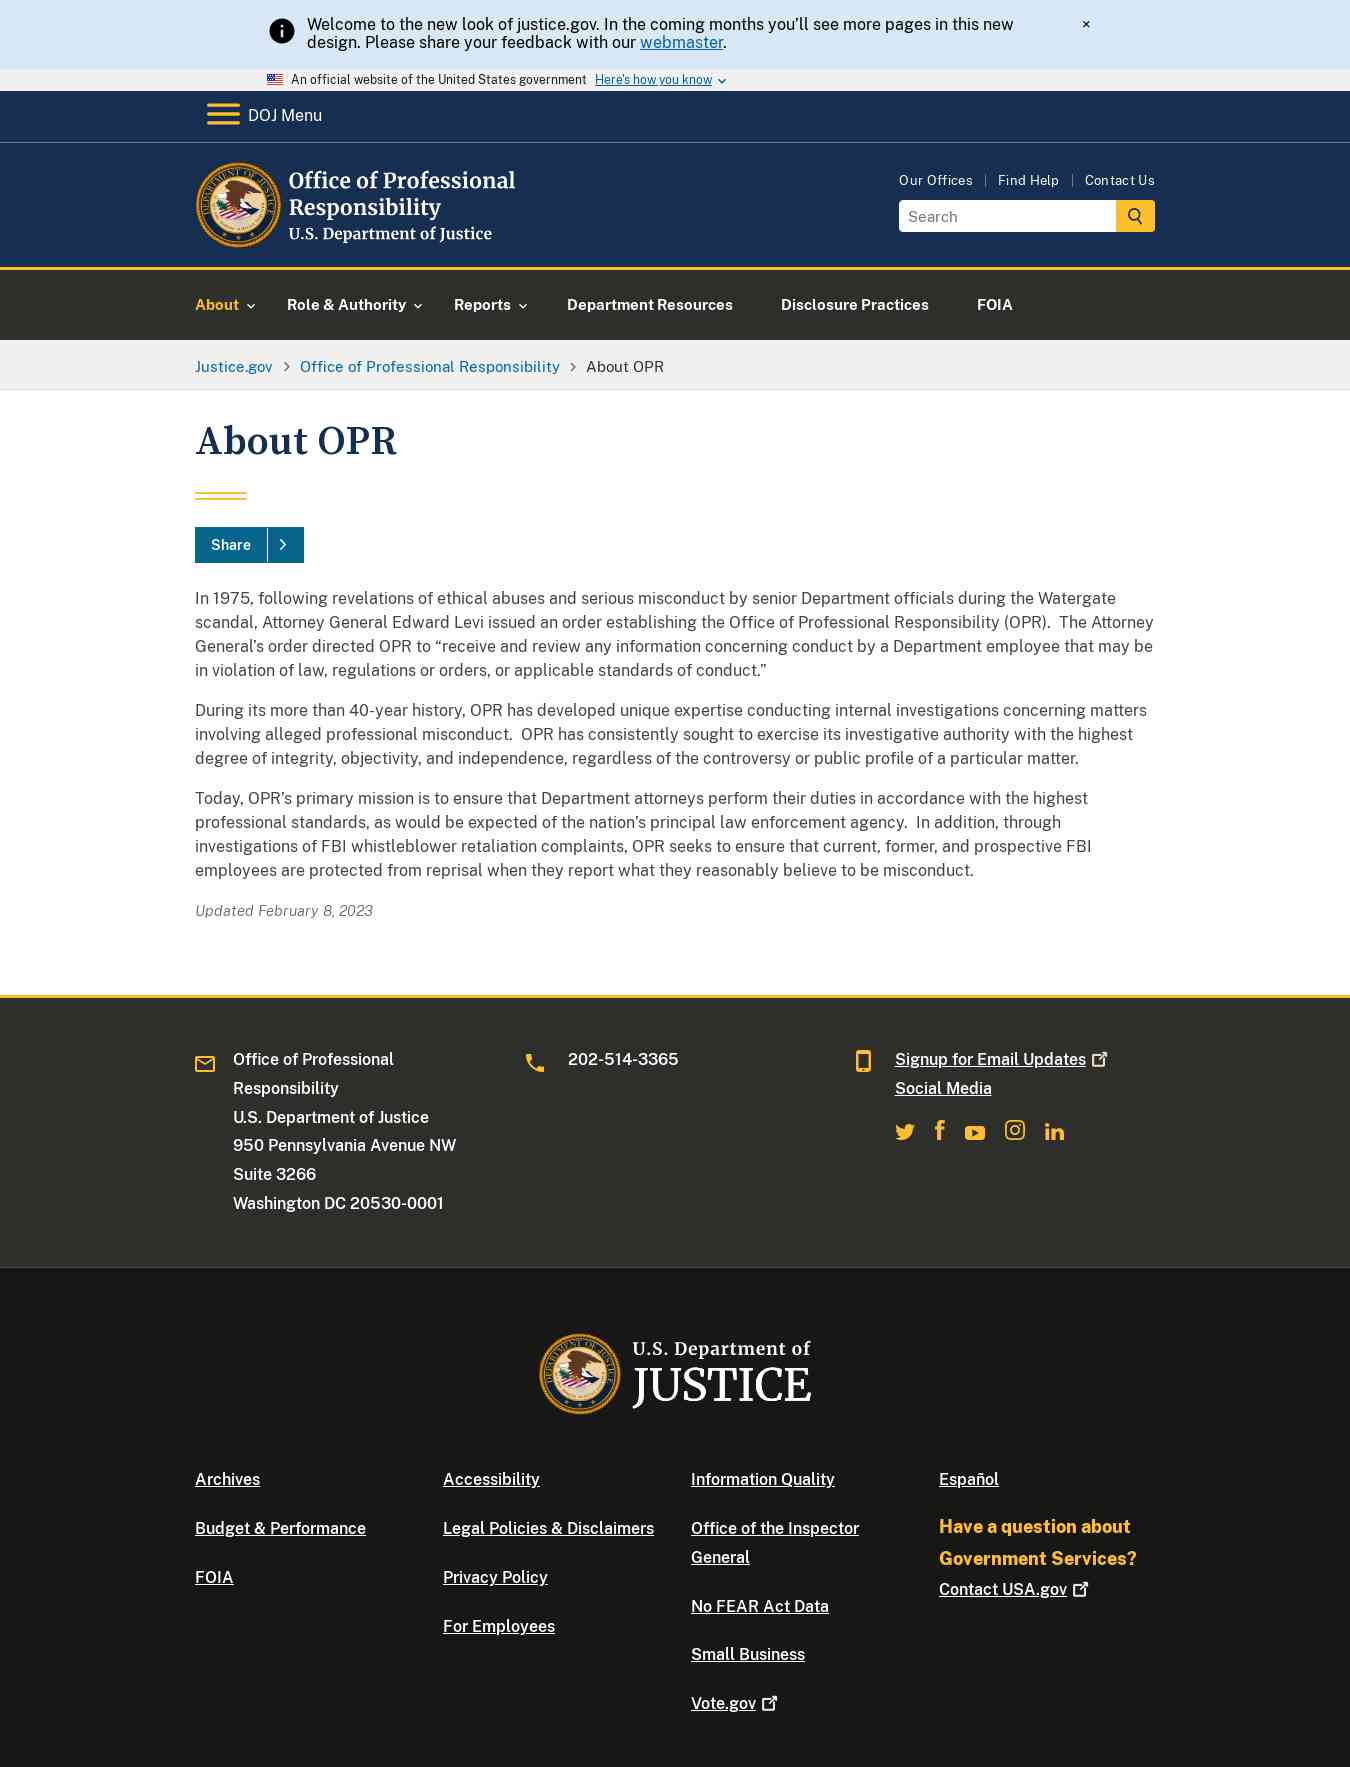 Welcome to the new look of justice.gov. In the coming months you’ll see more pages in this new
design. Please share your feedback with our webmaster.
×
An official website of the United States government Here's how you know
DOJ Menu
Office of Professional
Responsibility
U.S. Department of Justice
Our Offices Find Help Contact Us
Search
About Role & Authority Reports Department Resources Disclosure Practices FOIA
Justice.gov Office of Professional Responsibility About OPR
About OPR
Share
In 1975, following revelations of ethical abuses and serious misconduct by senior Department officials during the Watergate
scandal, Attorney General Edward Levi issued an order establishing the Office of Professional Responsibility (OPR).  The Attorney
General’s order directed OPR to “receive and review any information concerning conduct by a Department employee that may be
in violation of law, regulations or orders, or applicable standards of conduct.”
During its more than 40-year history, OPR has developed unique expertise conducting internal investigations concerning matters
involving alleged professional misconduct.  OPR has consistently sought to exercise its investigative authority with the highest
degree of integrity, objectivity, and independence, regardless of the controversy or public profile of a particular matter.
Today, OPR’s primary mission is to ensure that Department attorneys perform their duties in accordance with the highest
professional standards, as would be expected of the nation’s principal law enforcement agency.  In addition, through
investigations of FBI whistleblower retaliation complaints, OPR seeks to ensure that current, former, and prospective FBI
employees are protected from reprisal when they report what they reasonably believe to be misconduct.
Updated February 8, 2023
Office of Professional
Responsibility
U.S. Department of Justice
950 Pennsylvania Avenue NW
Suite 3266
Washington DC 20530-0001
202-514-3365
Signup for Email Updates
Social Media
U.S. Department of
JUSTICE
Archives
Budget & Performance
FOIA
Accessibility
Legal Policies & Disclaimers
Privacy Policy
For Employees
Information Quality
Office of the Inspector
General
No FEAR Act Data
Small Business
Vote.gov
Español
Have a question about
Government Services?
Contact USA.gov